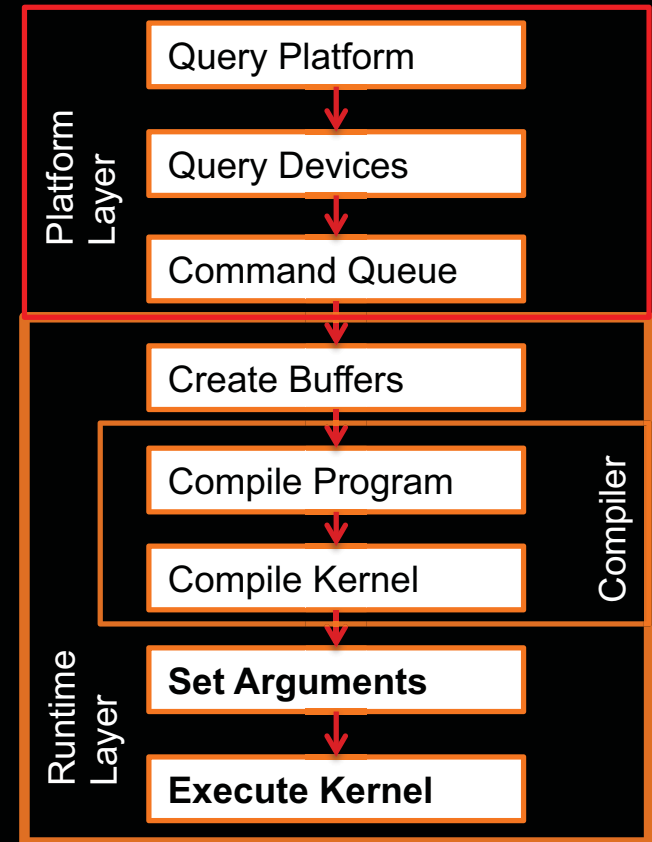 Query Platform
Query Devices
Command Queue
Platform
Layer
Create Buffers
Compile Program
Compile Kernel
Compiler
Set Arguments
Execute Kernel
Runtime
Layer